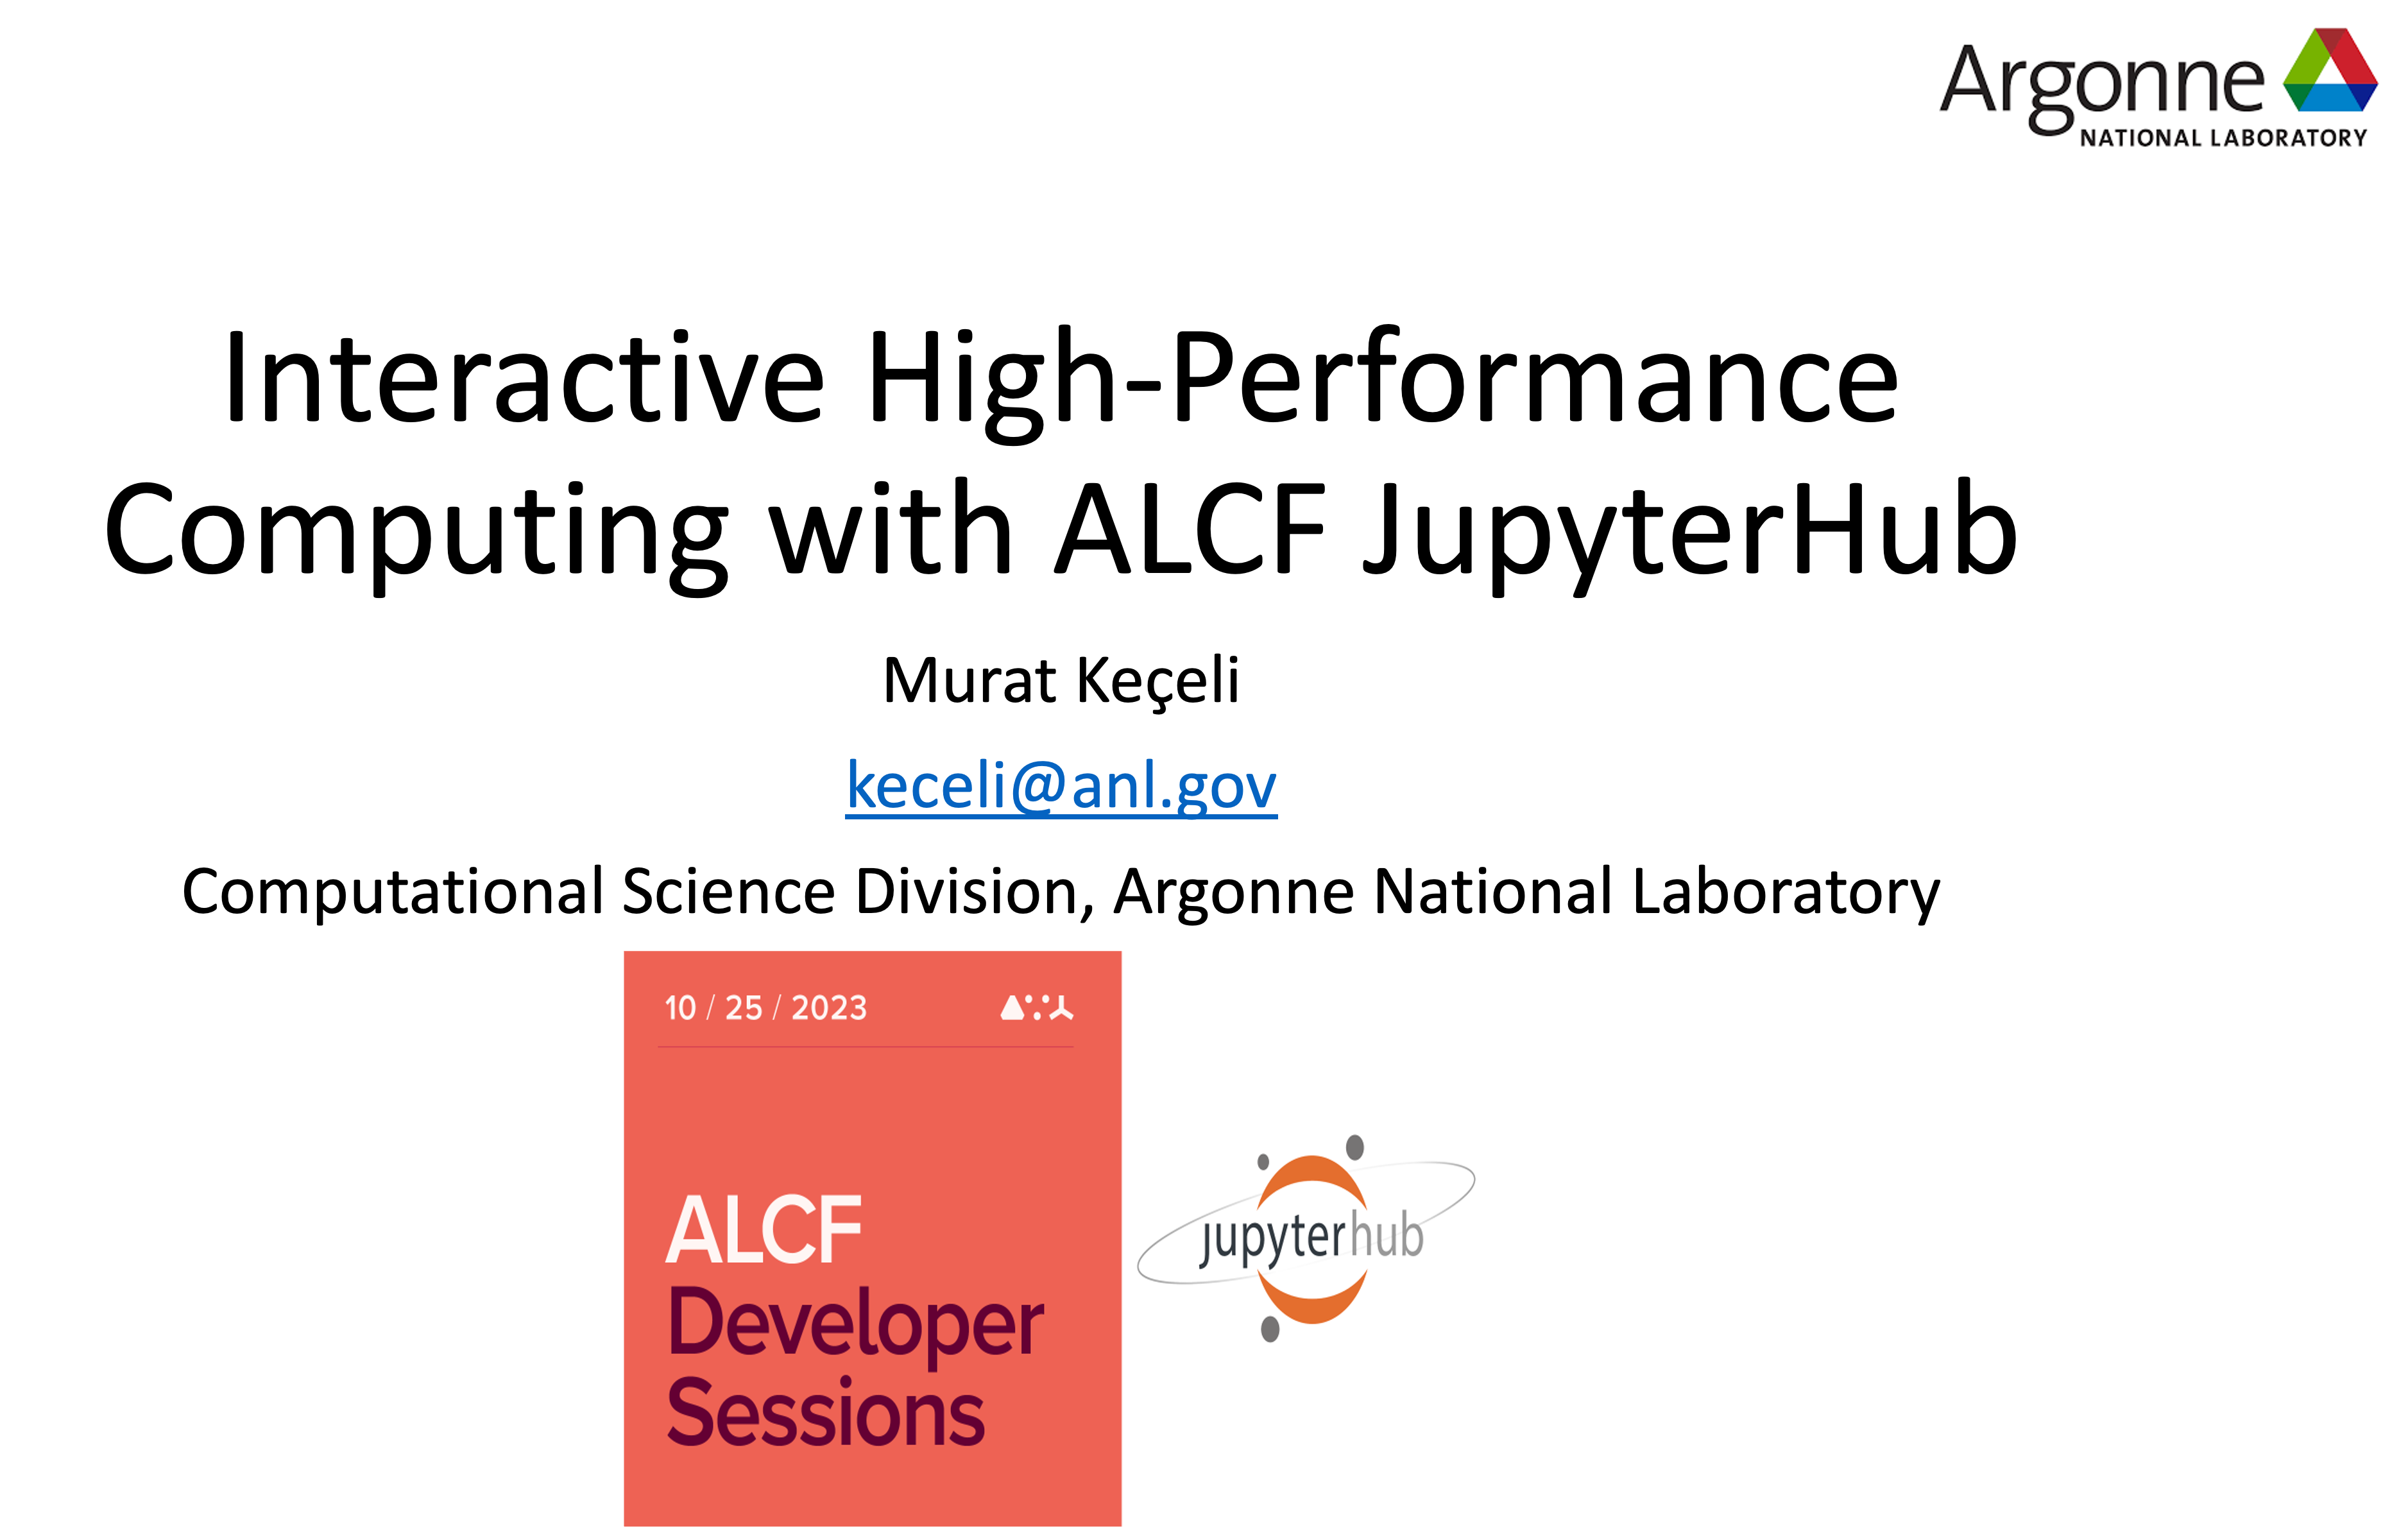 Argonne
NATIONAL LABORATORY
Interactive High-Performance
Computing with ALCF JupyterHub
Murat Keçeli
keceli@anl.gov
Computational Science Division, Argonne National Laboratory
10 / 25 / 2023
ALCF
Developer
Sessions
jupyterhub